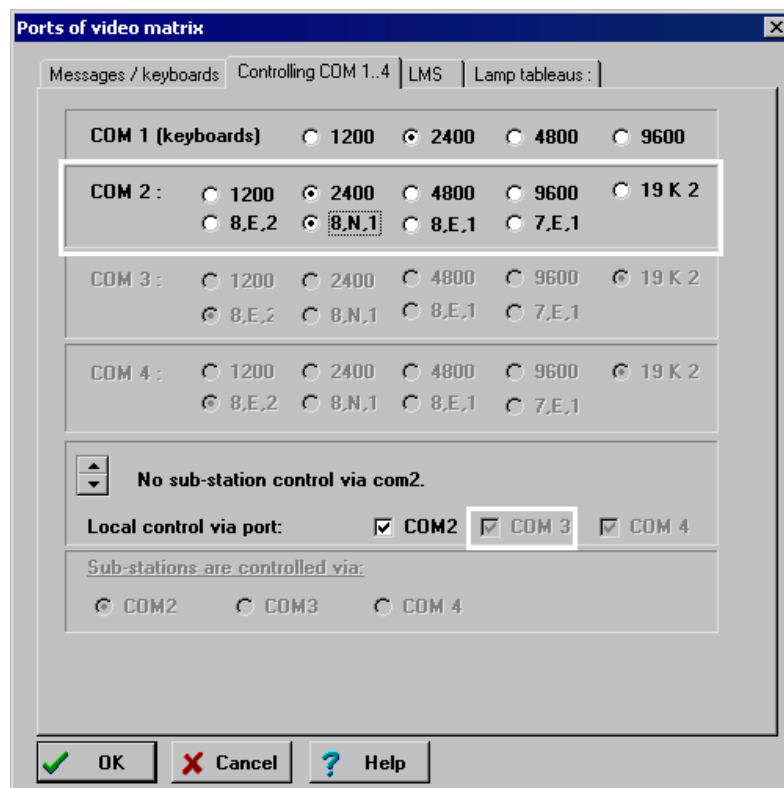 Ports of video matrix
Messages / keyboards Controlling COM 1..4 LMS Lamp tableaus :
COM 1 (keyboards) 1200 2400 4800 9600
COM 2 : 1200 2400 4800 9600 19 K 2
8,E,2 8,N,1 8,E,1 7,E,1
COM 3 : 1200 2400 4800 9600 19 K 2
8,E,2 8,N,1 8,E,1 7,E,1
COM 4 : 1200 2400 4800 9600 19 K 2
8,E,2 8,N,1 8,E,1 7,E,1
No sub-station control via com2.
Local control via port: COM2 COM 3 COM 4
Sub-stations are controlled via:
COM2 COM3 COM 4
OK Cancel Help